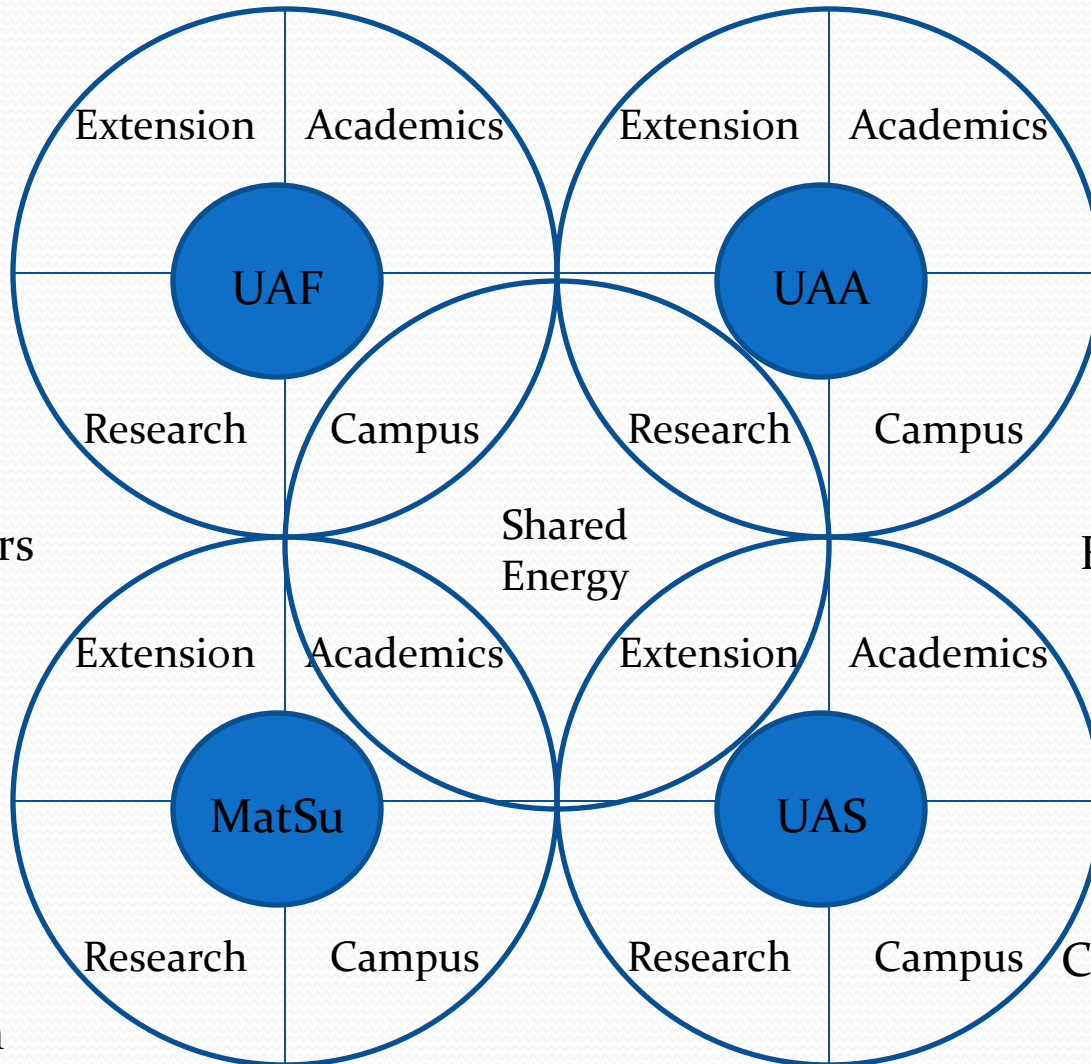 Extension Academics
UAF
Research Campus
Extension Academics
UAA
Research Campus
Shared
Energy
Extension Academics
MatSu
Research Campus
Extension Academics
UAS
Research Campus